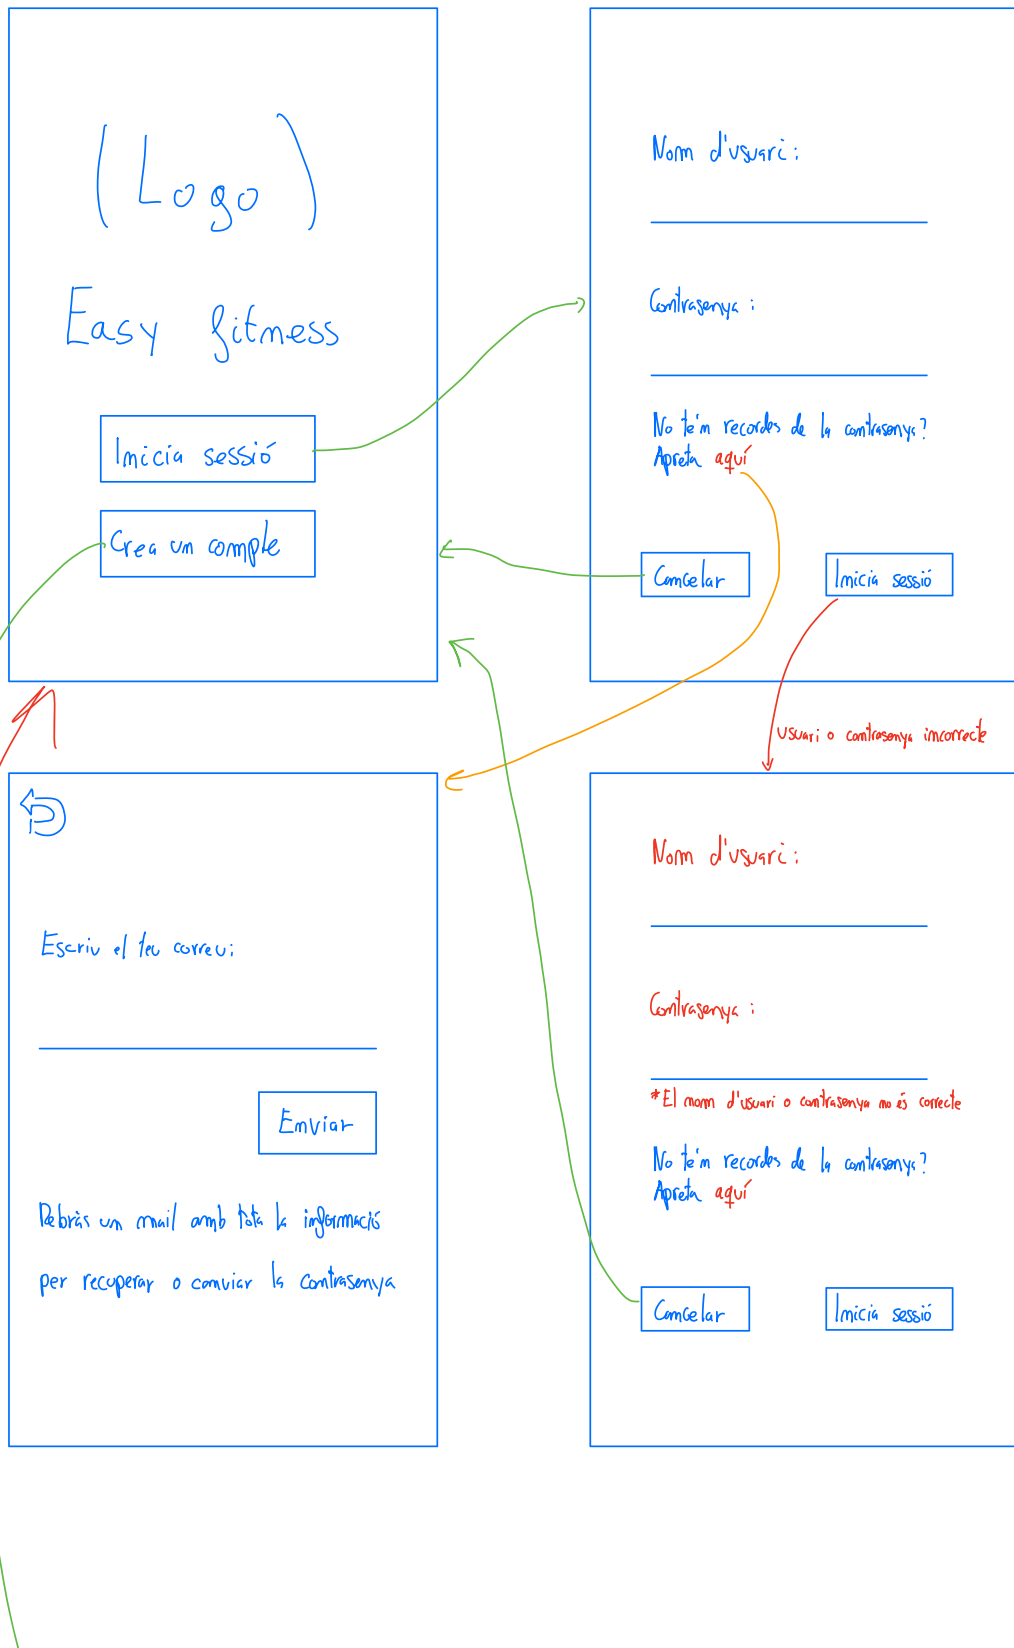 (Logo)
Easy fitness
Inicia sessió
Crea un compte
Nom d'usuari:
Contrasenya:
No te'n recordes de la contrasenya?
Apreta aquí
Cancelar
Inicia sessió
usuari o contrasenya incorrecte
Escriu el teu correu:
Enviar
Rebràs un mail amb tota la informació
per recuperar o canviar la contrasenya
Nom d'usuari:
Contrasenya:
*El nom d'usuari o contrasenya no és correcte
No te'n recordes de la contrasenya?
Apreta aquí
Cancelar
Inicia sessió